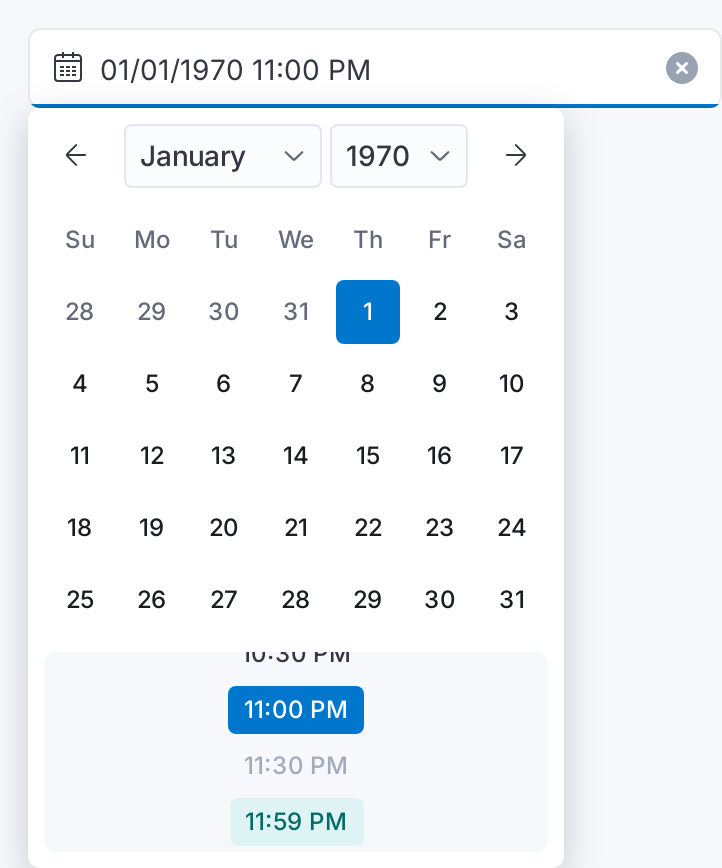 01/01/1970 11:00 PM
January 1970
Su Mo Tu We Th Fr Sa
28 29 30 31 1 2 3
4 5 6 7 8 9 10
11 12 13 14 15 16 17
18 19 20 21 22 23 24
25 26 27 28 29 30 31
10:30 PM
11:00 PM
11:30 PM
11:59 PM